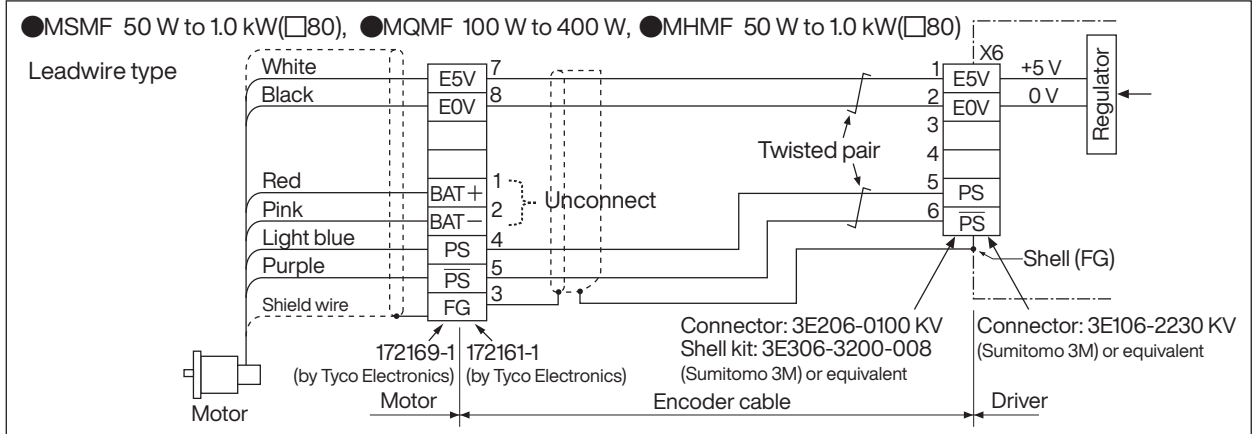 ●MSMF 50 W to 1.0 kW(□80), ●MQMF 100 W to 400 W, ●MHMF 50 W to 1.0 kW(□80)
Leadwire type
White
Black
Red
Pink
Light blue
Purple
Shield wire
E5V 7
E0V 8
BAT+ 1
BAT− 2
PS 4
P̅S̅ 5
FG 3
Unconnect
Twisted pair
X6
1 E5V +5 V
2 E0V 0 V
3
4
5 PS
6 P̅S̅
Regulator
Shell (FG)
172169-1
(by Tyco Electronics)
172161-1
(by Tyco Electronics)
Connector: 3E206-0100 KV
Shell kit: 3E306-3200-008
(Sumitomo 3M) or equivalent
Connector: 3E106-2230 KV
(Sumitomo 3M) or equivalent
Motor
Motor
Encoder cable
Driver